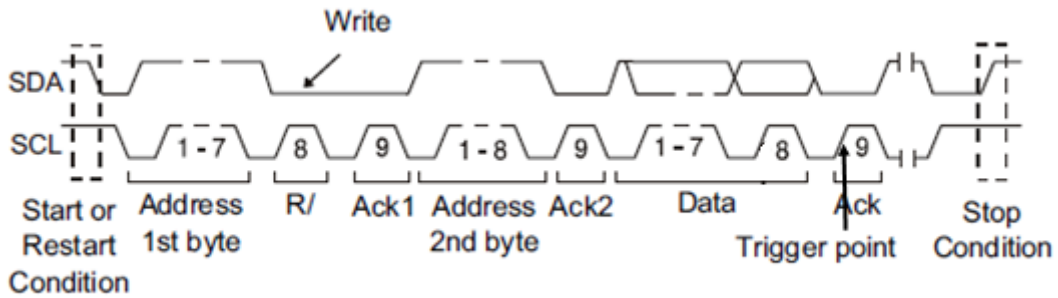 Write
SDA
SCL
1 - 7
8
9
1 - 8
9
1 - 7
8
9
Start or
Restart
Condition
Address
1st byte
R/
Ack1
Address
2nd byte
Ack2
Data
Ack
Trigger point
Stop
Condition